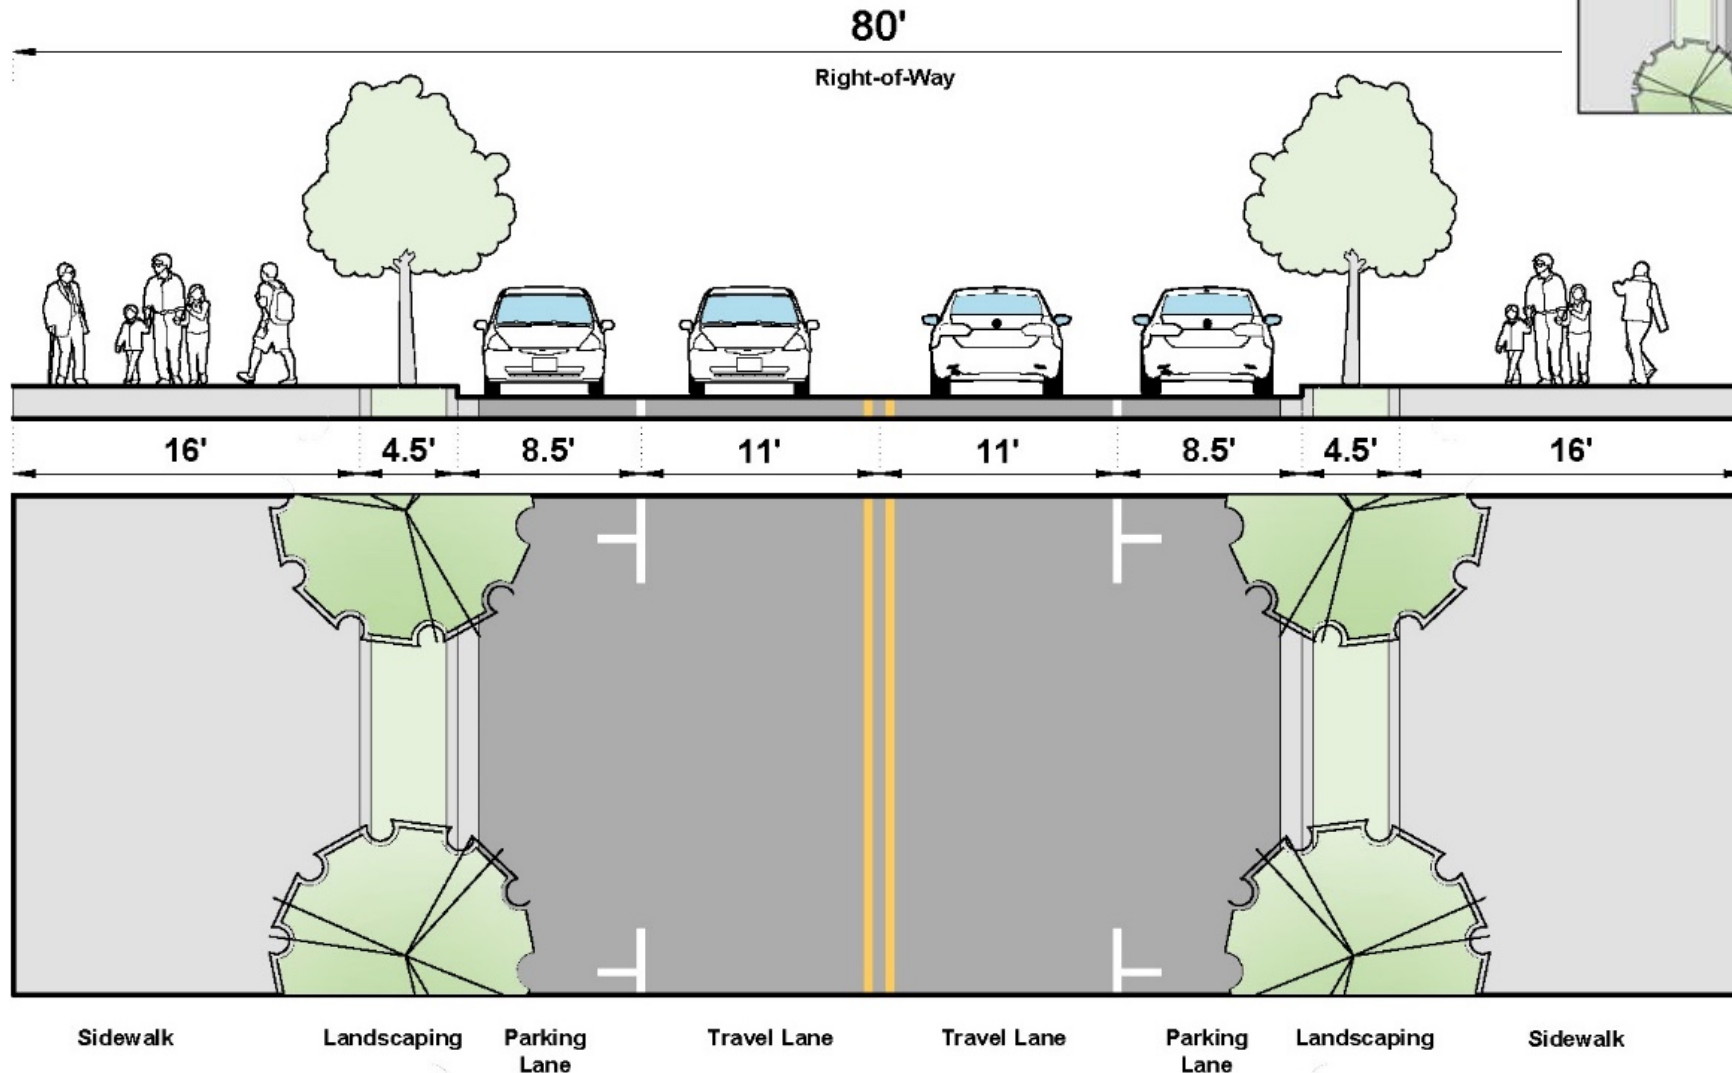 80'
Right-of-Way
16' 4.5' 8.5' 11' 11' 8.5' 4.5' 16'
Sidewalk Landscaping Parking Travel Lane Travel Lane Parking Landscaping Sidewalk
Lane Lane